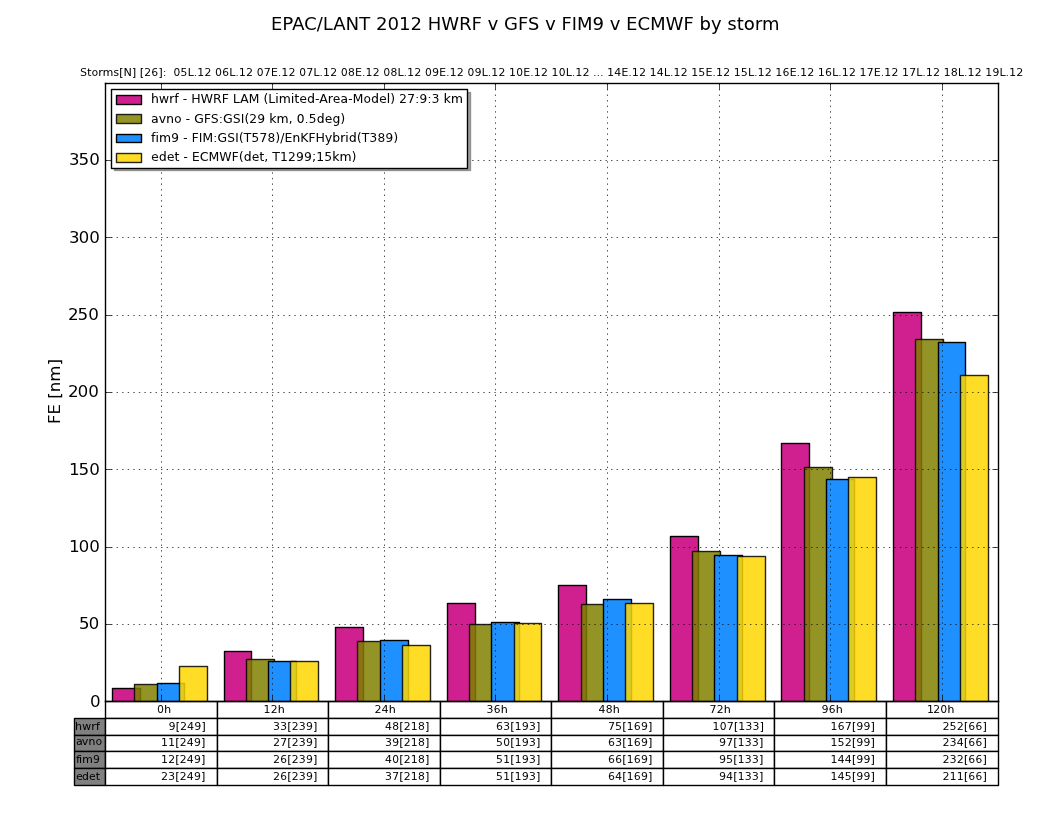 EPAC/LANT 2012 HWRF v GFS v FIM9 v ECMWF by storm
Storms[N] [26]: 05L.12 06L.12 07E.12 07L.12 08E.12 08L.12 09E.12 09L.12 10E.12 10L.12 ... 14E.12 14L.12 15E.12 15L.12 16E.12 16L.12 17E.12 17L.12 18L.12 19L.12
hwrf - HWRF LAM (Limited-Area-Model) 27:9:3 km
avno - GFS:GSI(29 km, 0.5deg)
fim9 - FIM:GSI(T578)/EnKFHybrid(T389)
edet - ECMWF(det, T1299;15km)
350
300
250
200
150
100
50
0
FE [nm]
0h 12h 24h 36h 48h 72h 96h 120h
hwrf 9[249] 33[239] 48[218] 63[193] 75[169] 107[133] 167[99] 252[66]
avno 11[249] 27[239] 39[218] 50[193] 63[169] 97[133] 152[99] 234[66]
fim9 12[249] 26[239] 40[218] 51[193] 66[169] 95[133] 144[99] 232[66]
edet 23[249] 26[239] 37[218] 51[193] 64[169] 94[133] 145[99] 211[66]